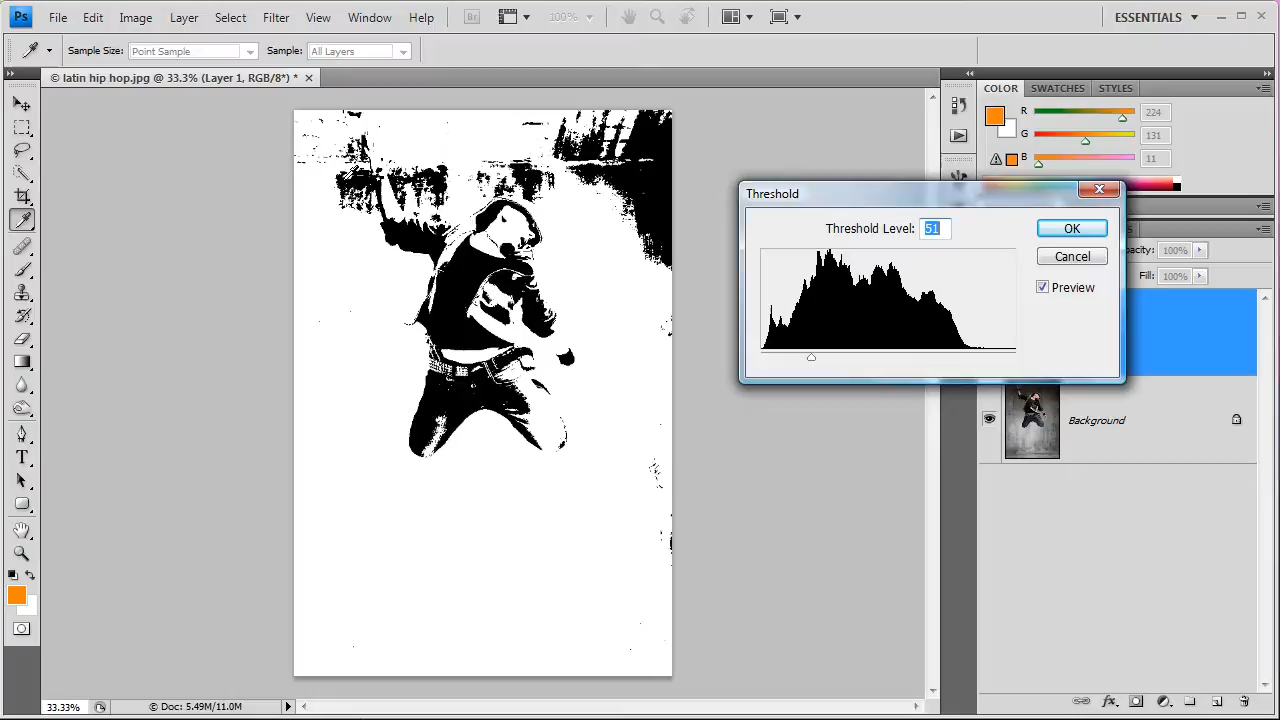 Ps File Edit Image Layer Select Filter View Window Help Br 100% ESSENTIALS
Sample Size: Point Sample Sample: All Layers
© latin hip hop.jpg @ 33.3% (Layer 1, RGB/8*) *
COLOR SWATCHES STYLES
R 224
G 131
B 11
Threshold
Threshold Level: 51 OK
Cancel
Preview
100%
Fill: 100%
Background
T
33.33% © Doc: 5.49M/11.0M
fx